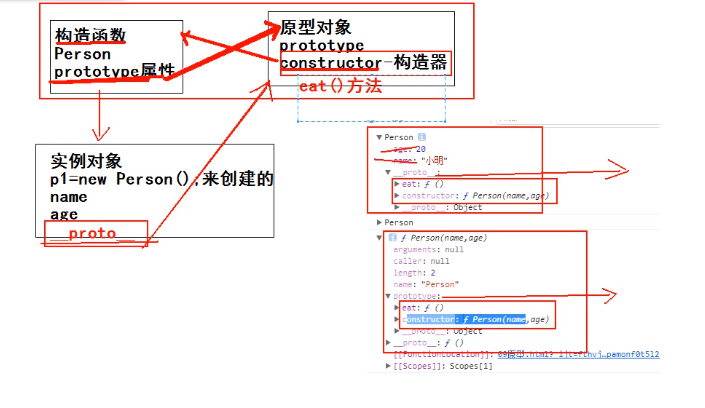 构造函数
Person
prototype属性
原型对象
prototype
constructor-构造器
eat()方法
实例对象
p1=new Person(),来创建的
name
age
__proto__
Person
age: 20
name: "小明"
__proto__:
eat: ƒ ()
constructor: ƒ Person(name,age)
__proto__: Object
Person
ƒ Person(name,age)
arguments: null
caller: null
length: 2
name: "Person"
prototype:
eat: ƒ ()
constructor: ƒ Person(name,age)
__proto__: Object
__proto__: ƒ ()
[[FunctionLocation]]:
[[Scopes]]: Scopes[1]